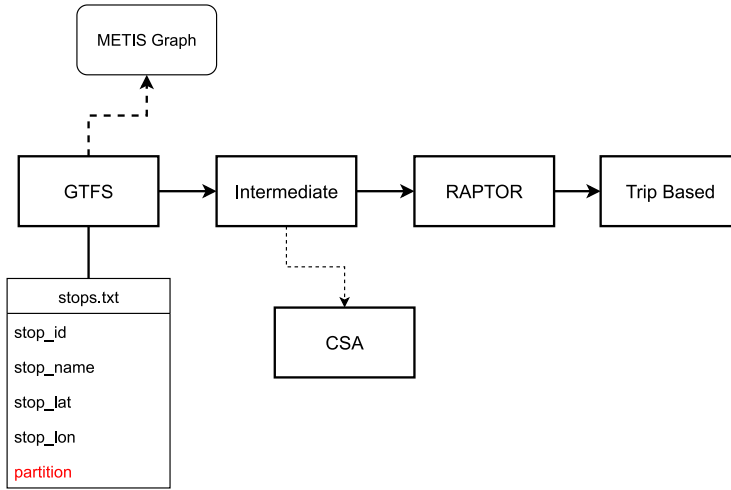 METIS Graph
GTFS
Intermediate
RAPTOR
Trip Based
stops.txt
stop_id
stop_name
stop_lat
stop_lon
partition
CSA